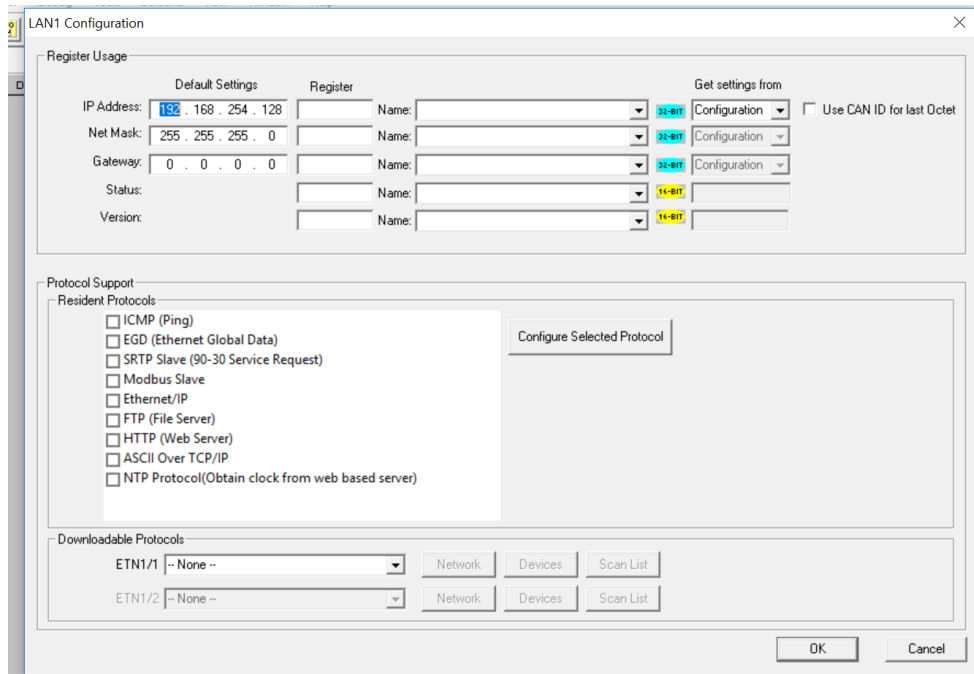 LAN1 Configuration
Register Usage
Default Settings Register Get settings from
IP Address: 192 . 168 . 254 . 128 Name: 32-BIT Configuration Use CAN ID for last Octet
Net Mask: 255 . 255 . 255 . 0 Name: 32-BIT Configuration
Gateway: 0 . 0 . 0 . 0 Name: 32-BIT Configuration
Status: Name: 16-BIT
Version: Name: 16-BIT
Protocol Support
Resident Protocols
ICMP (Ping)
EGD (Ethernet Global Data)
SRTP Slave (90-30 Service Request)
Modbus Slave
Ethernet/IP
FTP (File Server)
HTTP (Web Server)
ASCII Over TCP/IP
NTP Protocol(Obtain clock from web based server)
Configure Selected Protocol
Downloadable Protocols
ETN1/1 -- None -- Network Devices Scan List
ETN1/2 -- None -- Network Devices Scan List
OK Cancel